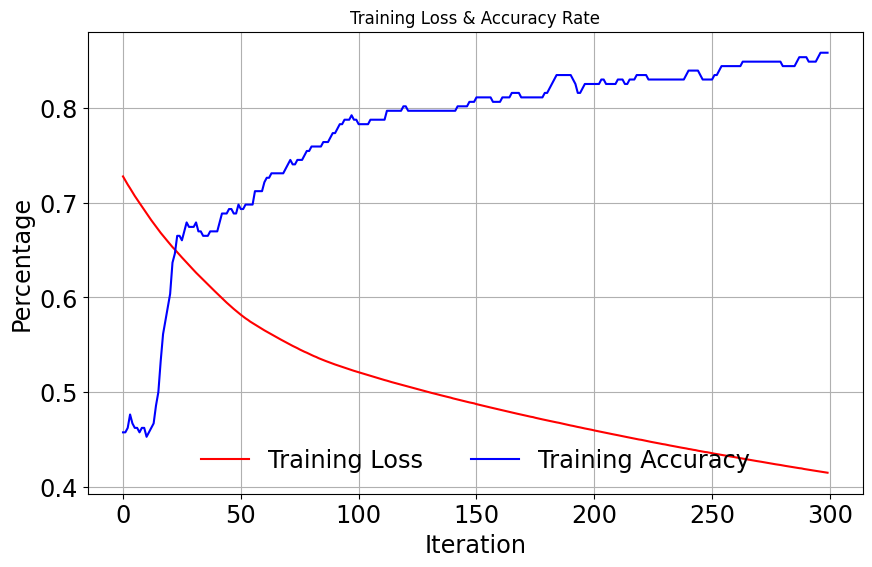 Training Loss & Accuracy Rate
Percentage
0.8
0.7
0.6
0.5
0.4
Training Loss
Training Accuracy
0 50 100 150 200 250 300
Iteration